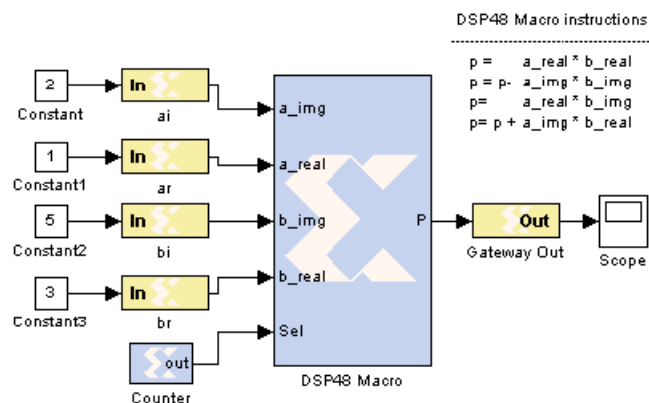 DSP48 Macro instructions
p = a_real * b_real
p = p- a_img * b_img
p= a_real * b_img
p= p + a_img * b_real
2
Constant
In
ai
a_img
1
Constant1
In
ar
a_real
5
Constant2
In
bi
b_img
P
Out
Gateway Out
Scope
3
Constant3
In
br
b_real
out
Counter
Sel
DSP48 Macro